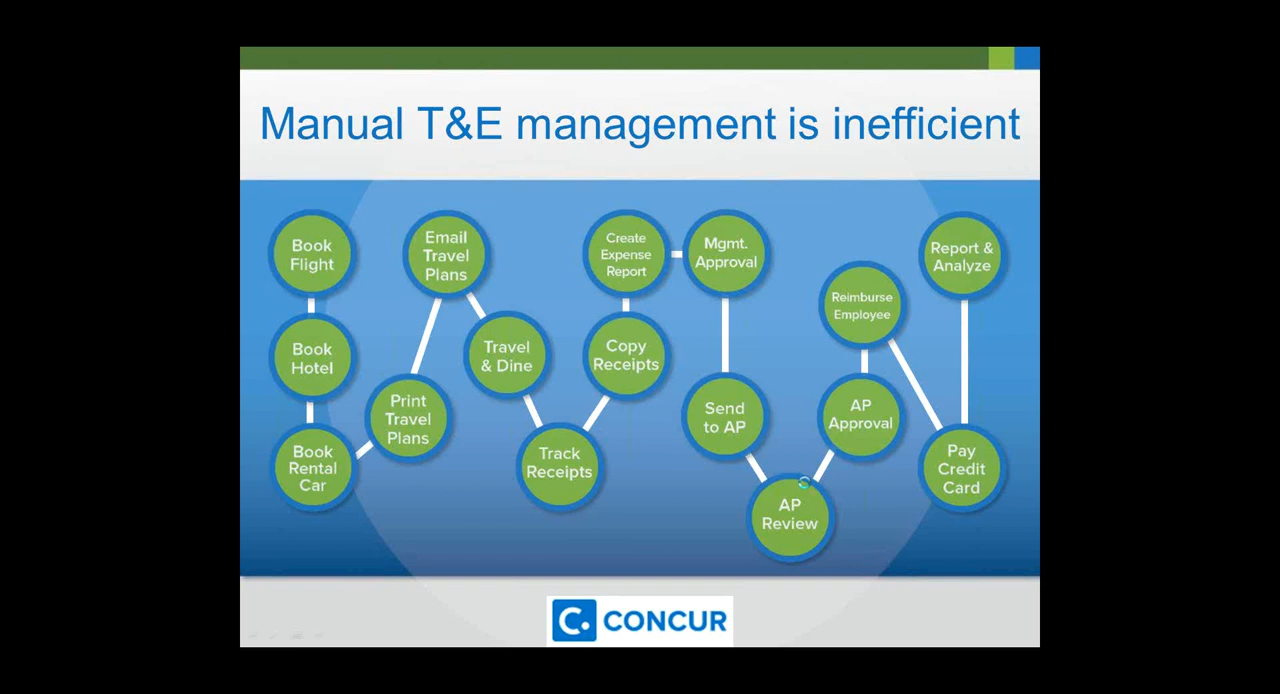 Manual T&E management is inefficient
Book
Flight
Book
Hotel
Book
Rental
Car
Print
Travel
Plans
Email
Travel
Plans
Travel
& Dine
Track
Receipts
Copy
Receipts
Create
Expense
Report
Mgmt.
Approval
Send
to AP
AP
Review
AP
Approval
Reimburse
Employee
Pay
Credit
Card
Report &
Analyze
C. CONCUR